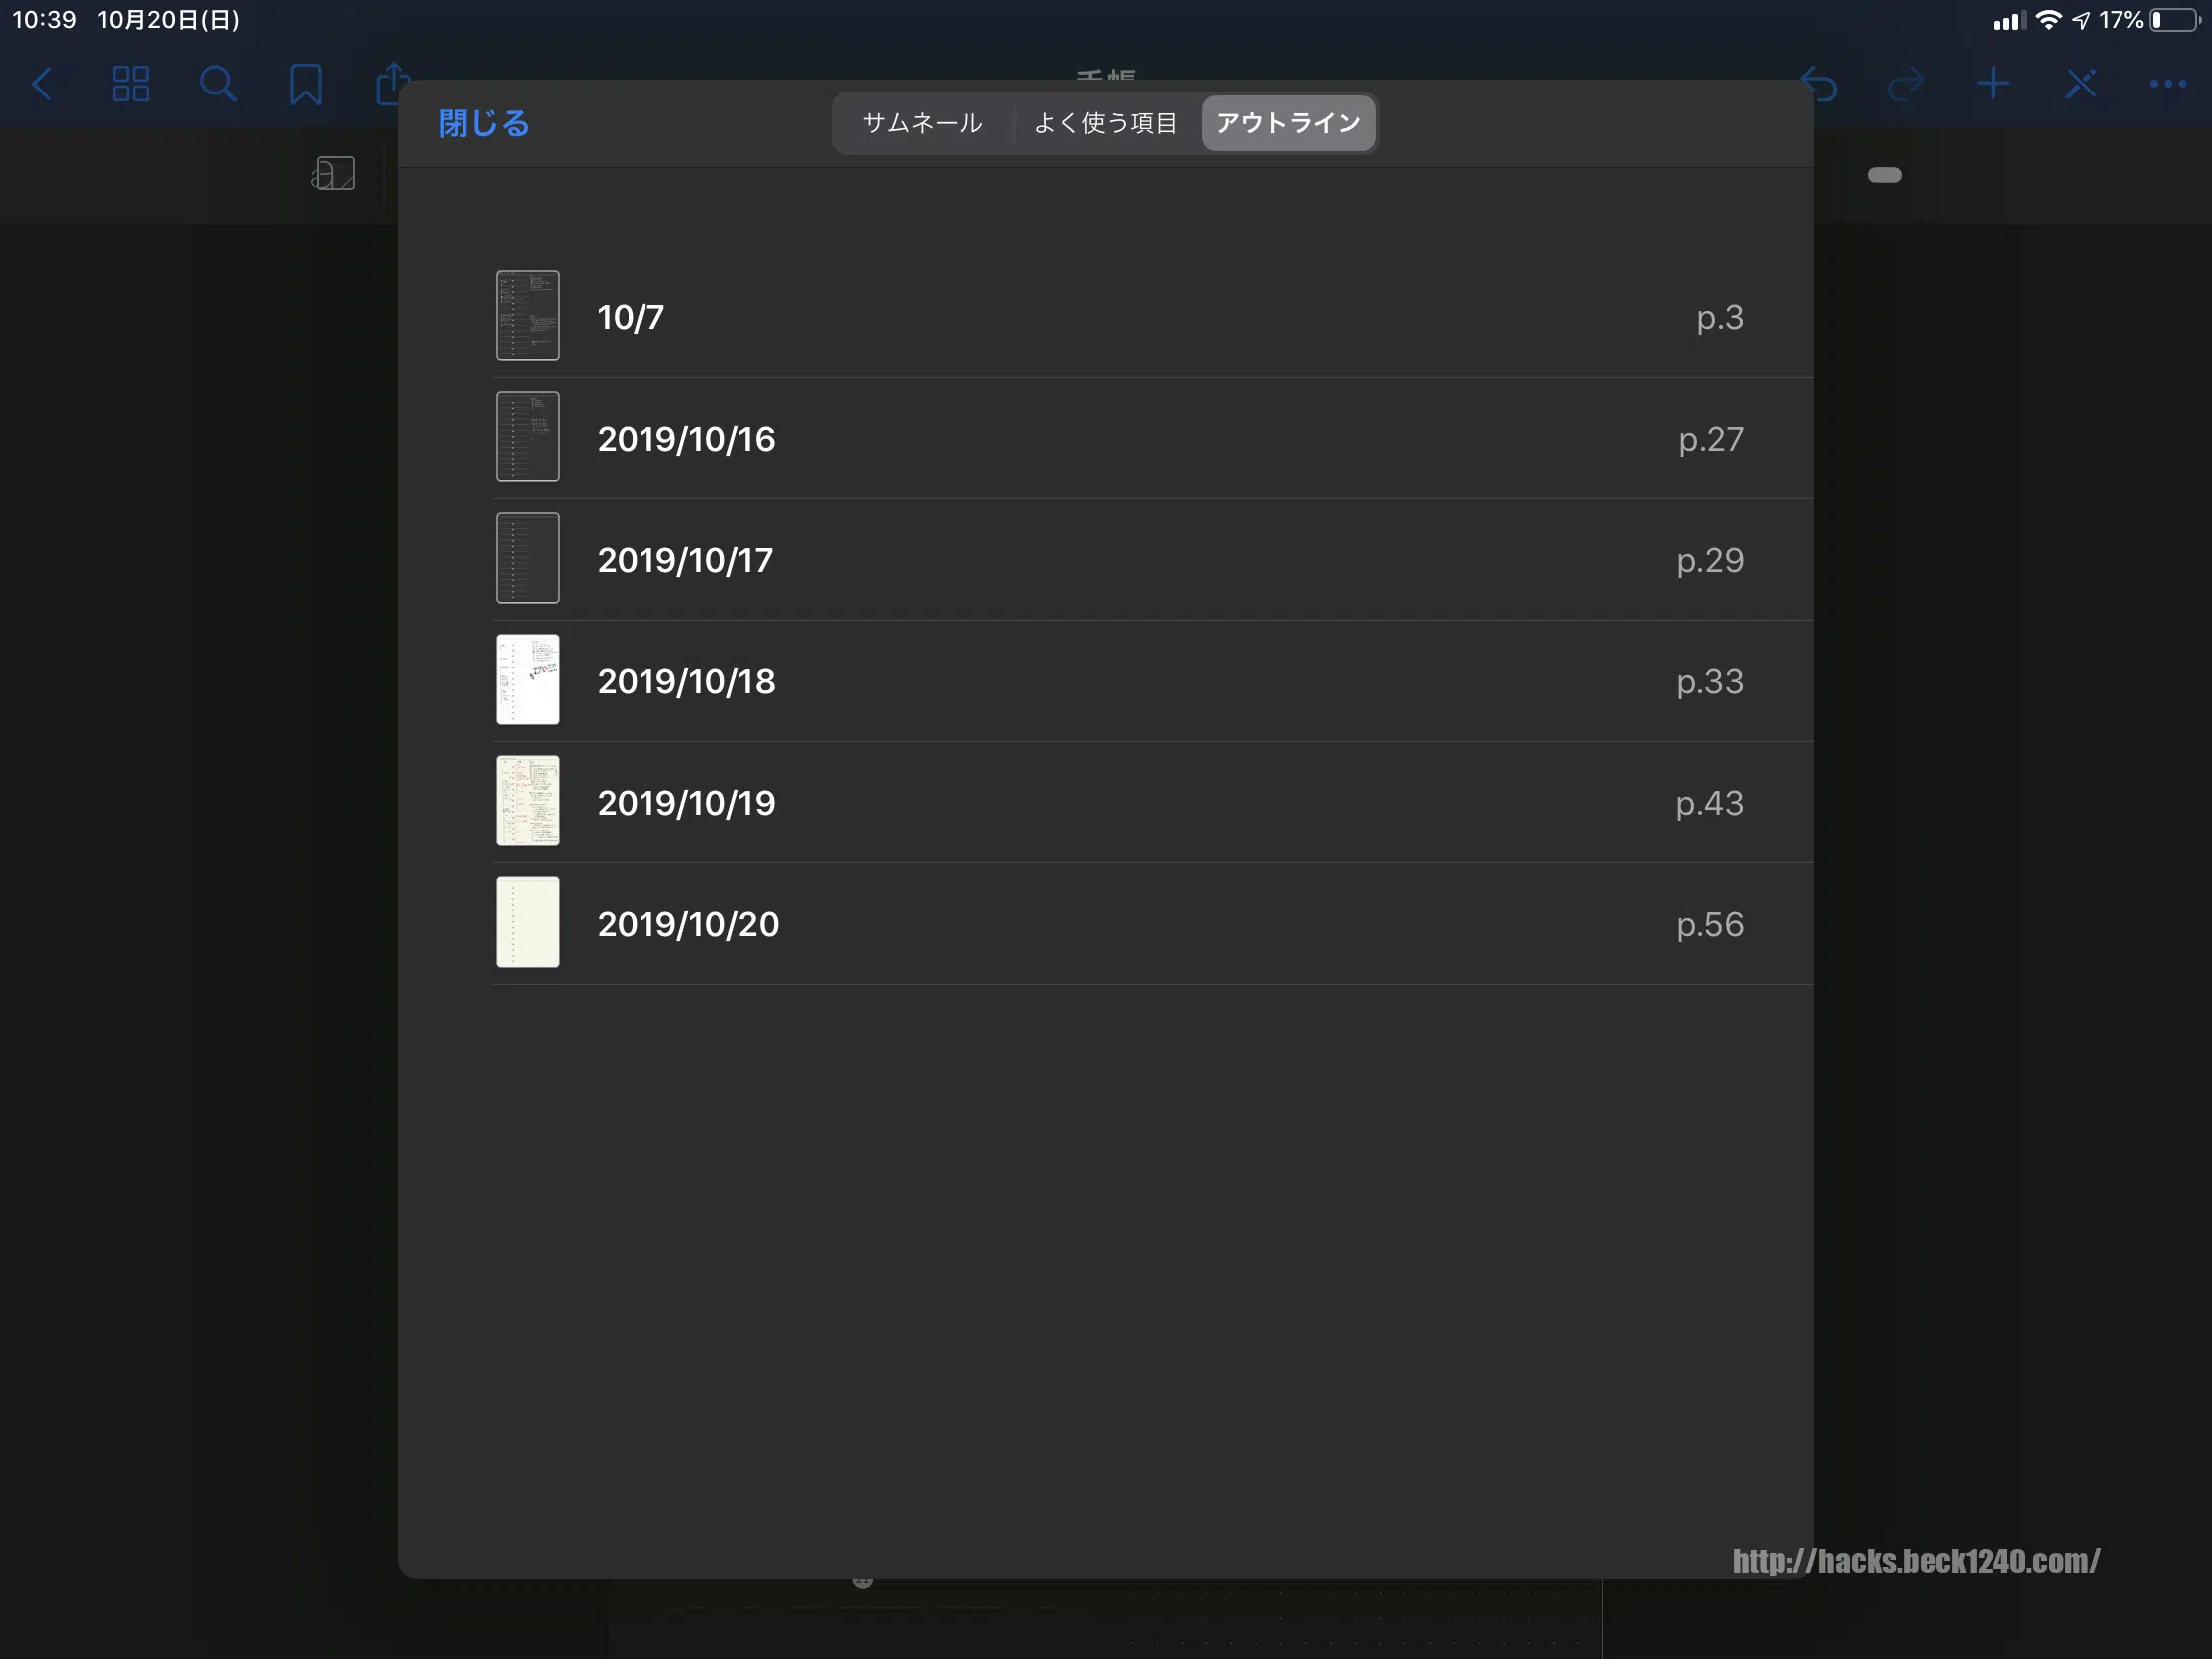 10:39 10月20日(日) 17%
手帳
閉じる サムネール よく使う項目 アウトライン
10/7 p.3
2019/10/16 p.27
2019/10/17 p.29
2019/10/18 p.33
2019/10/19 p.43
2019/10/20 p.56
http://hacks.beck1240.com/